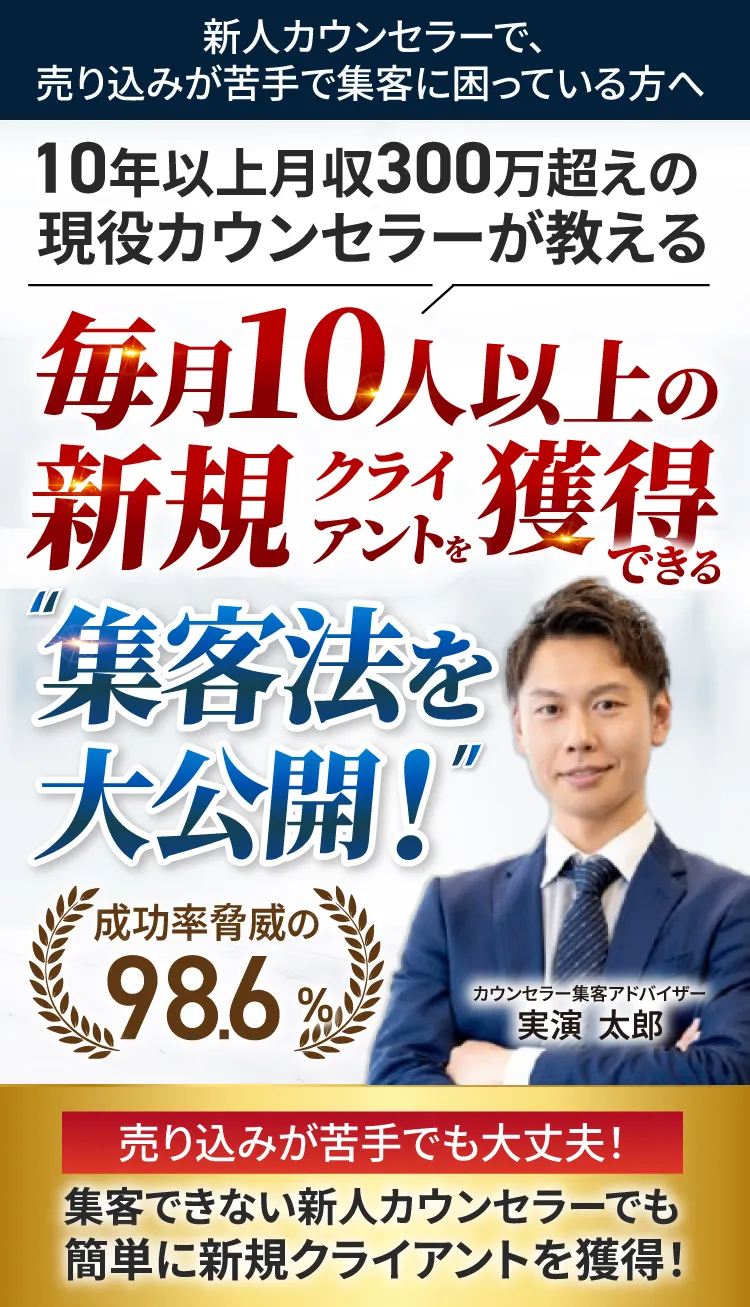 新人カウンセラーで、
売り込みが苦手で集客に困っている方へ
10年以上月収300万超えの
現役カウンセラーが教える
毎月10人以上の
新規クライアントを獲得できる
"集客法を
大公開！"
成功率脅威の
98.6%
カウンセラー集客アドバイザー
実演 太郎
売り込みが苦手でも大丈夫！
集客できない新人カウンセラーでも
簡単に新規クライアントを獲得！